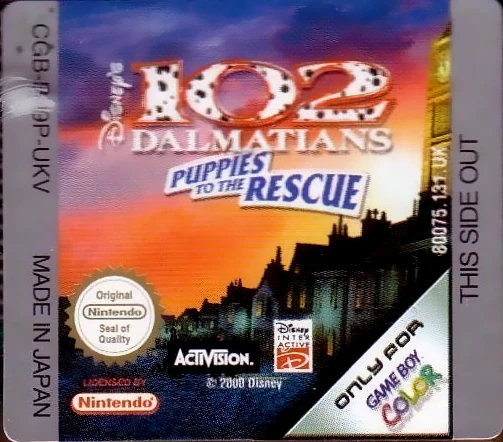 DISNEY'S
102
DALMATIANS
PUPPIES
TO THE RESCUE
80075.131.UK
MADE IN JAPAN
THIS SIDE OUT
Original
Nintendo
Seal of
Quality
LICENSED BY
Nintendo
ACTIVISION.
© 2000 Disney
DISNEY
INTER
ACTIVE
ONLY FOR
GAME BOY
COLOR